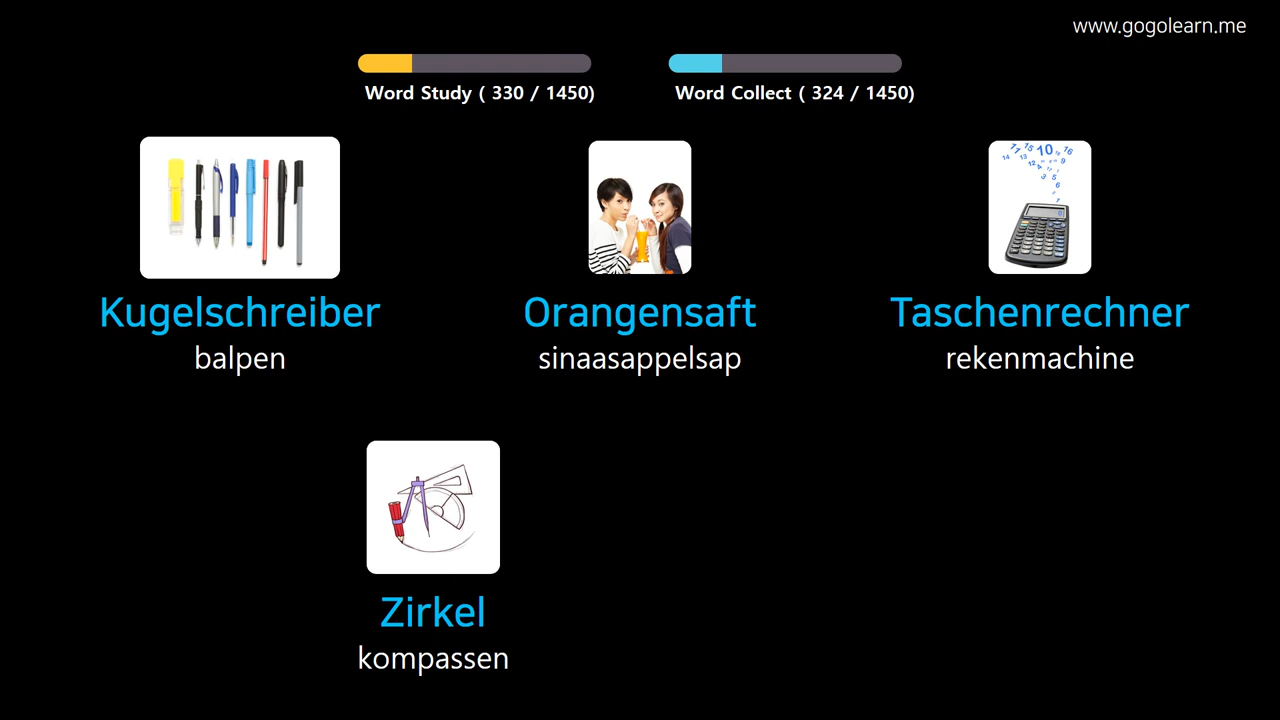 www.gogolearn.me
Word Study ( 330 / 1450)
Word Collect ( 324 / 1450)
Kugelschreiber
balpen
Orangensaft
sinaasappelsap
Taschenrechner
rekenmachine
Zirkel
kompassen